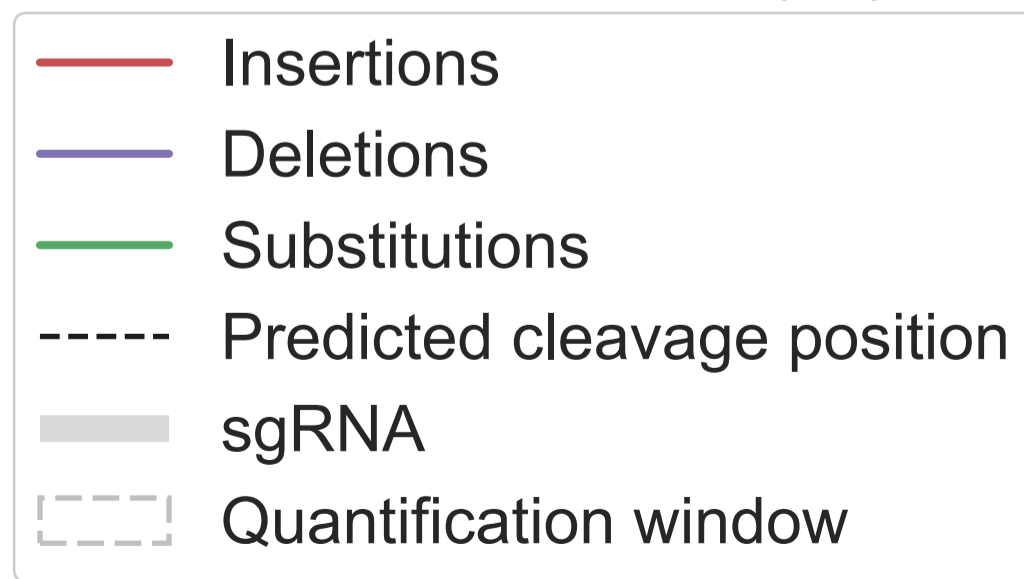 Insertions
Deletions
Substitutions
Predicted cleavage position
sgRNA
Quantification window